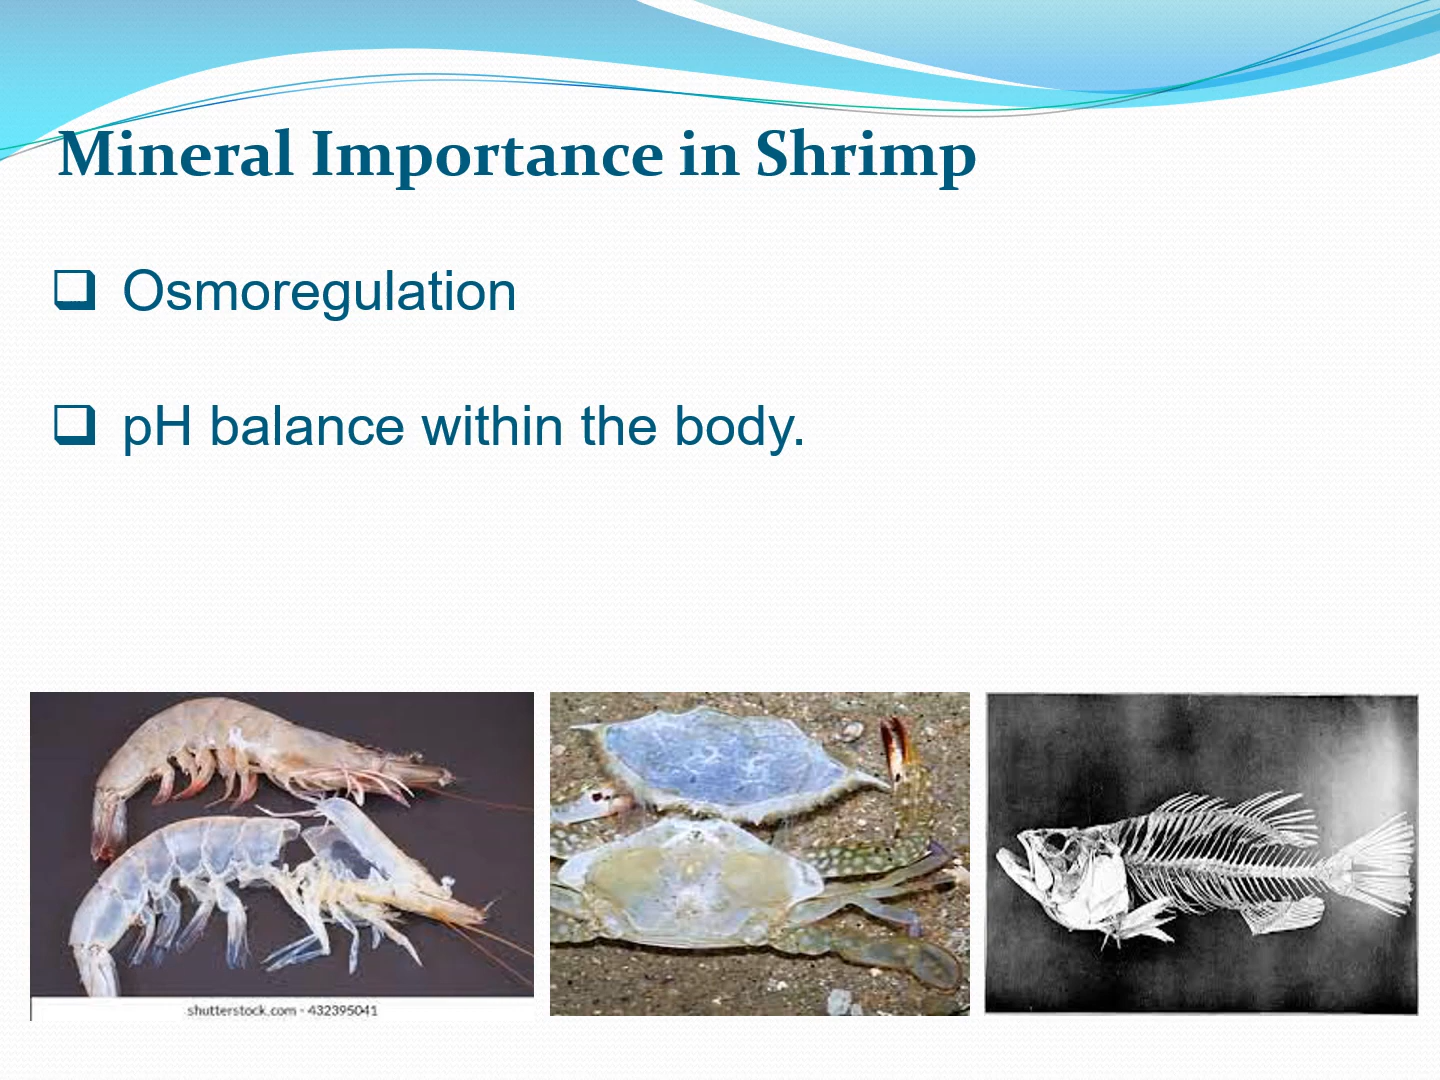 Mineral Importance in Shrimp
Osmoregulation
pH balance within the body.
shutterstock.com - 432395041